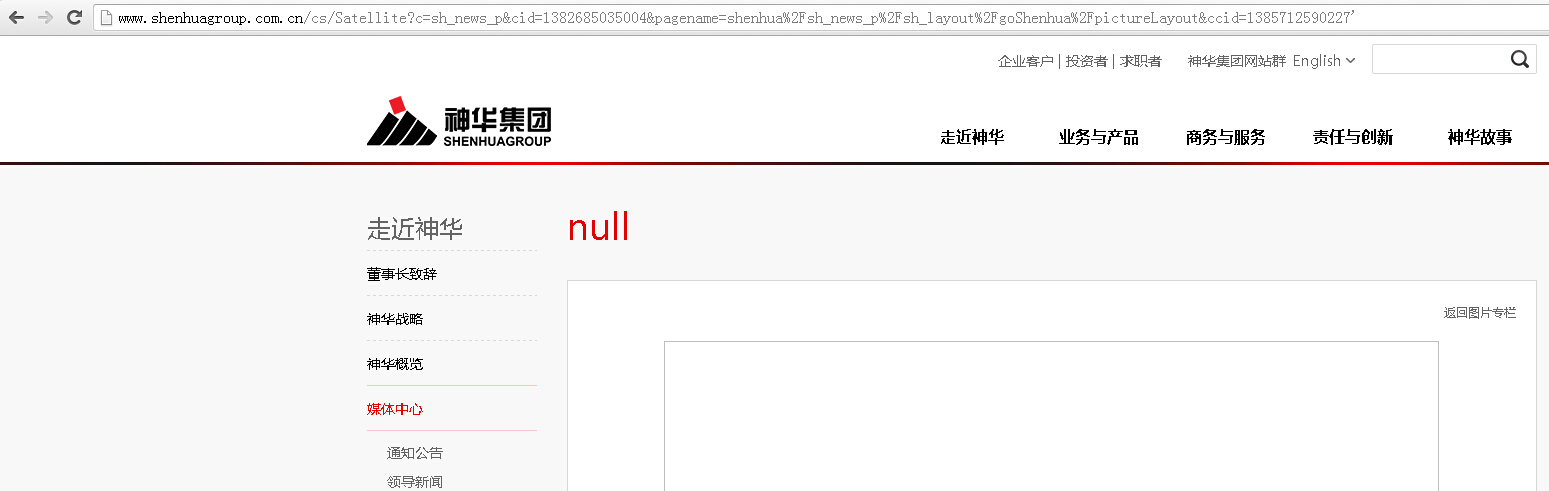 www.shenhuagroup.com.cn/cs/Satellite?c=sh_news_p&cid=1382685035004&pagename=shenhua%2Fsh_news_p%2Fsh_layout%2FgoShenhua%2FpictureLayout&ccid=1385712590227'
企业客户 | 投资者 | 求职者 神华集团网站群 English
神华集团
SHENHUAGROUP
走近神华 业务与产品 商务与服务 责任与创新 神华故事
走近神华
null
董事长致辞
返回图片专栏
神华战略
神华概览
媒体中心
通知公告
领导新闻